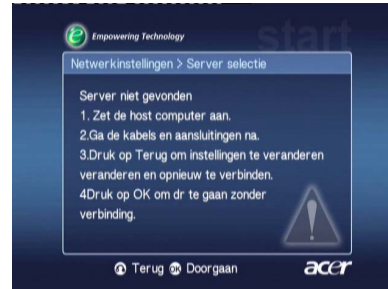 Empowering Technology
start
Netwerkinstellingen > Server selectie
Server niet gevonden
1. Zet de host computer aan.
2.Ga de kabels en aansluitingen na.
3.Druk op Terug om instellingen te veranderen
veranderen en opnieuw te verbinden.
4Druk op OK om dr te gaan zonder
verbinding.
Terug OK Doorgaan
acer